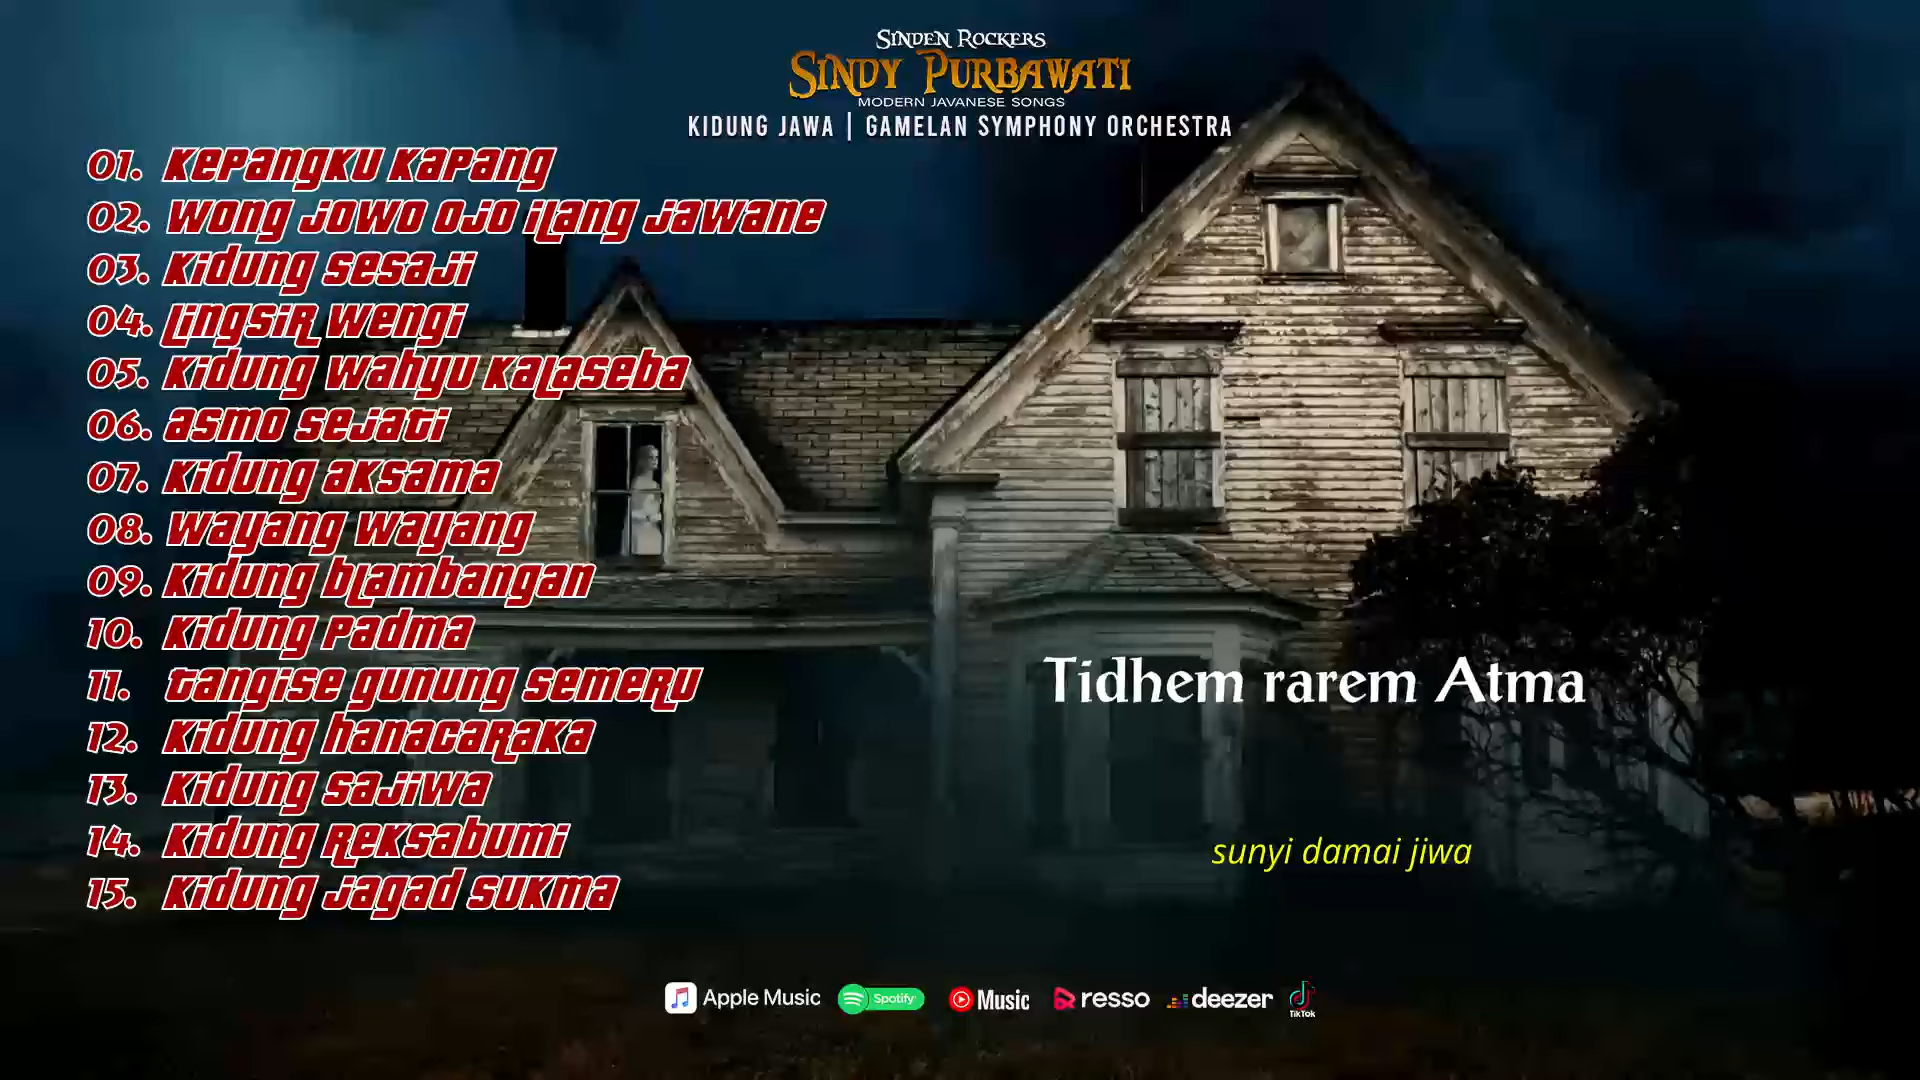 SINDEN ROCKERS
SINDY PURBAWATI
MODERN JAVANESE SONGS
KIDUNG JAWA | GAMELAN SYMPHONY ORCHESTRA
01. Kepangku Kapang
02. Wong Jowo Ojo Ilang Jawane
03. Kidung Sesaji
04. Lingsir Wengi
05. Kidung Wahyu Kalaseba
06. Asmo Sejati
07. Kidung Aksama
08. Wayang Wayang
09. Kidung Blambangan
10. Kidung Padma
11. Tangise Gunung Semeru
12. Kidung Hanacaraka
13. Kidung Sajiwa
14. Kidung Reksabumi
15. Kidung Jagad Sukma
Tidhem rarem Atma
sunyi damai jiwa
Apple Music Spotify Music resso deezer TikTok